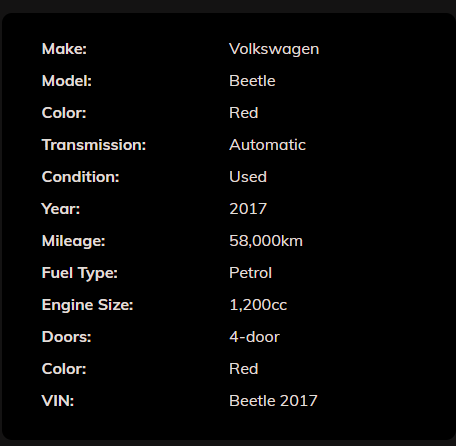 Make: Volkswagen
Model: Beetle
Color: Red
Transmission: Automatic
Condition: Used
Year: 2017
Mileage: 58,000km
Fuel Type: Petrol
Engine Size: 1,200cc
Doors: 4-door
Color: Red
VIN: Beetle 2017